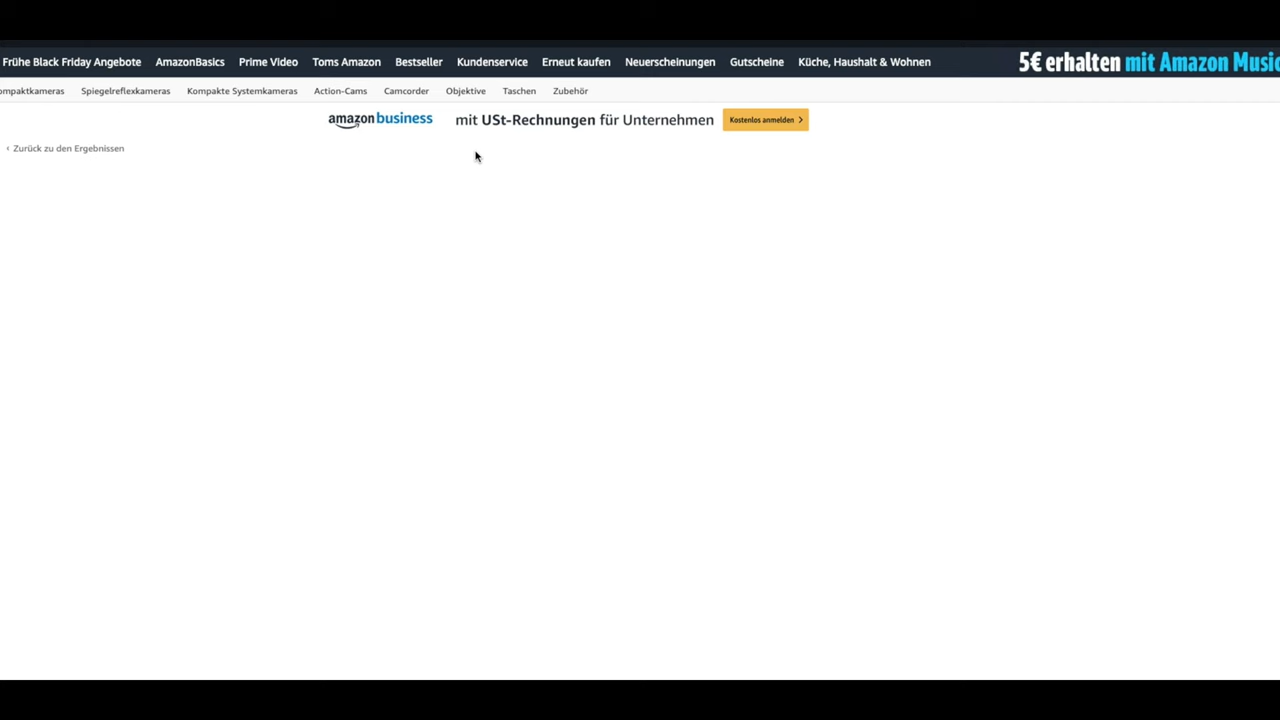 Frühe Black Friday Angebote AmazonBasics Prime Video Toms Amazon Bestseller Kundenservice Erneut kaufen Neuerscheinungen Gutscheine Küche, Haushalt & Wohnen 5€ erhalten mit Amazon Music
ompaktkameras Spiegelreflexkameras Kompakte Systemkameras Action-Cams Camcorder Objektive Taschen Zubehör
amazon business mit USt-Rechnungen für Unternehmen Kostenlos anmelden >
‹ Zurück zu den Ergebnissen